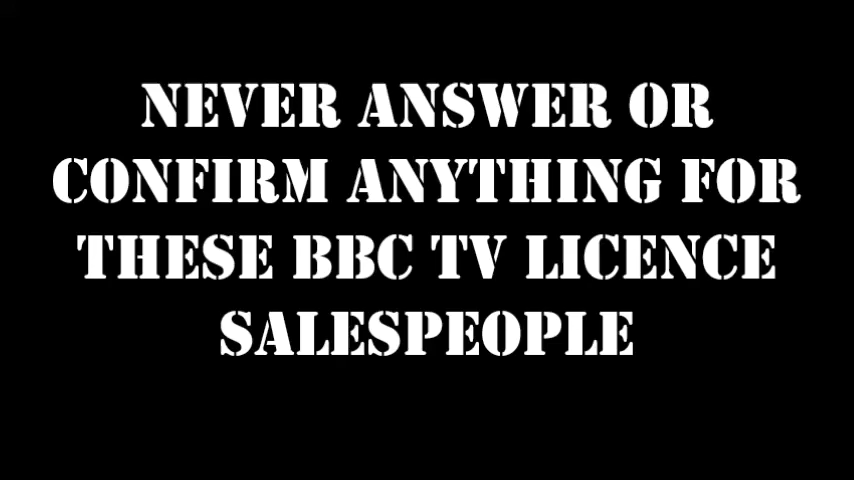 NEVER ANSWER OR
CONFIRM ANYTHING FOR
THESE BBC TV LICENCE
SALESPEOPLE